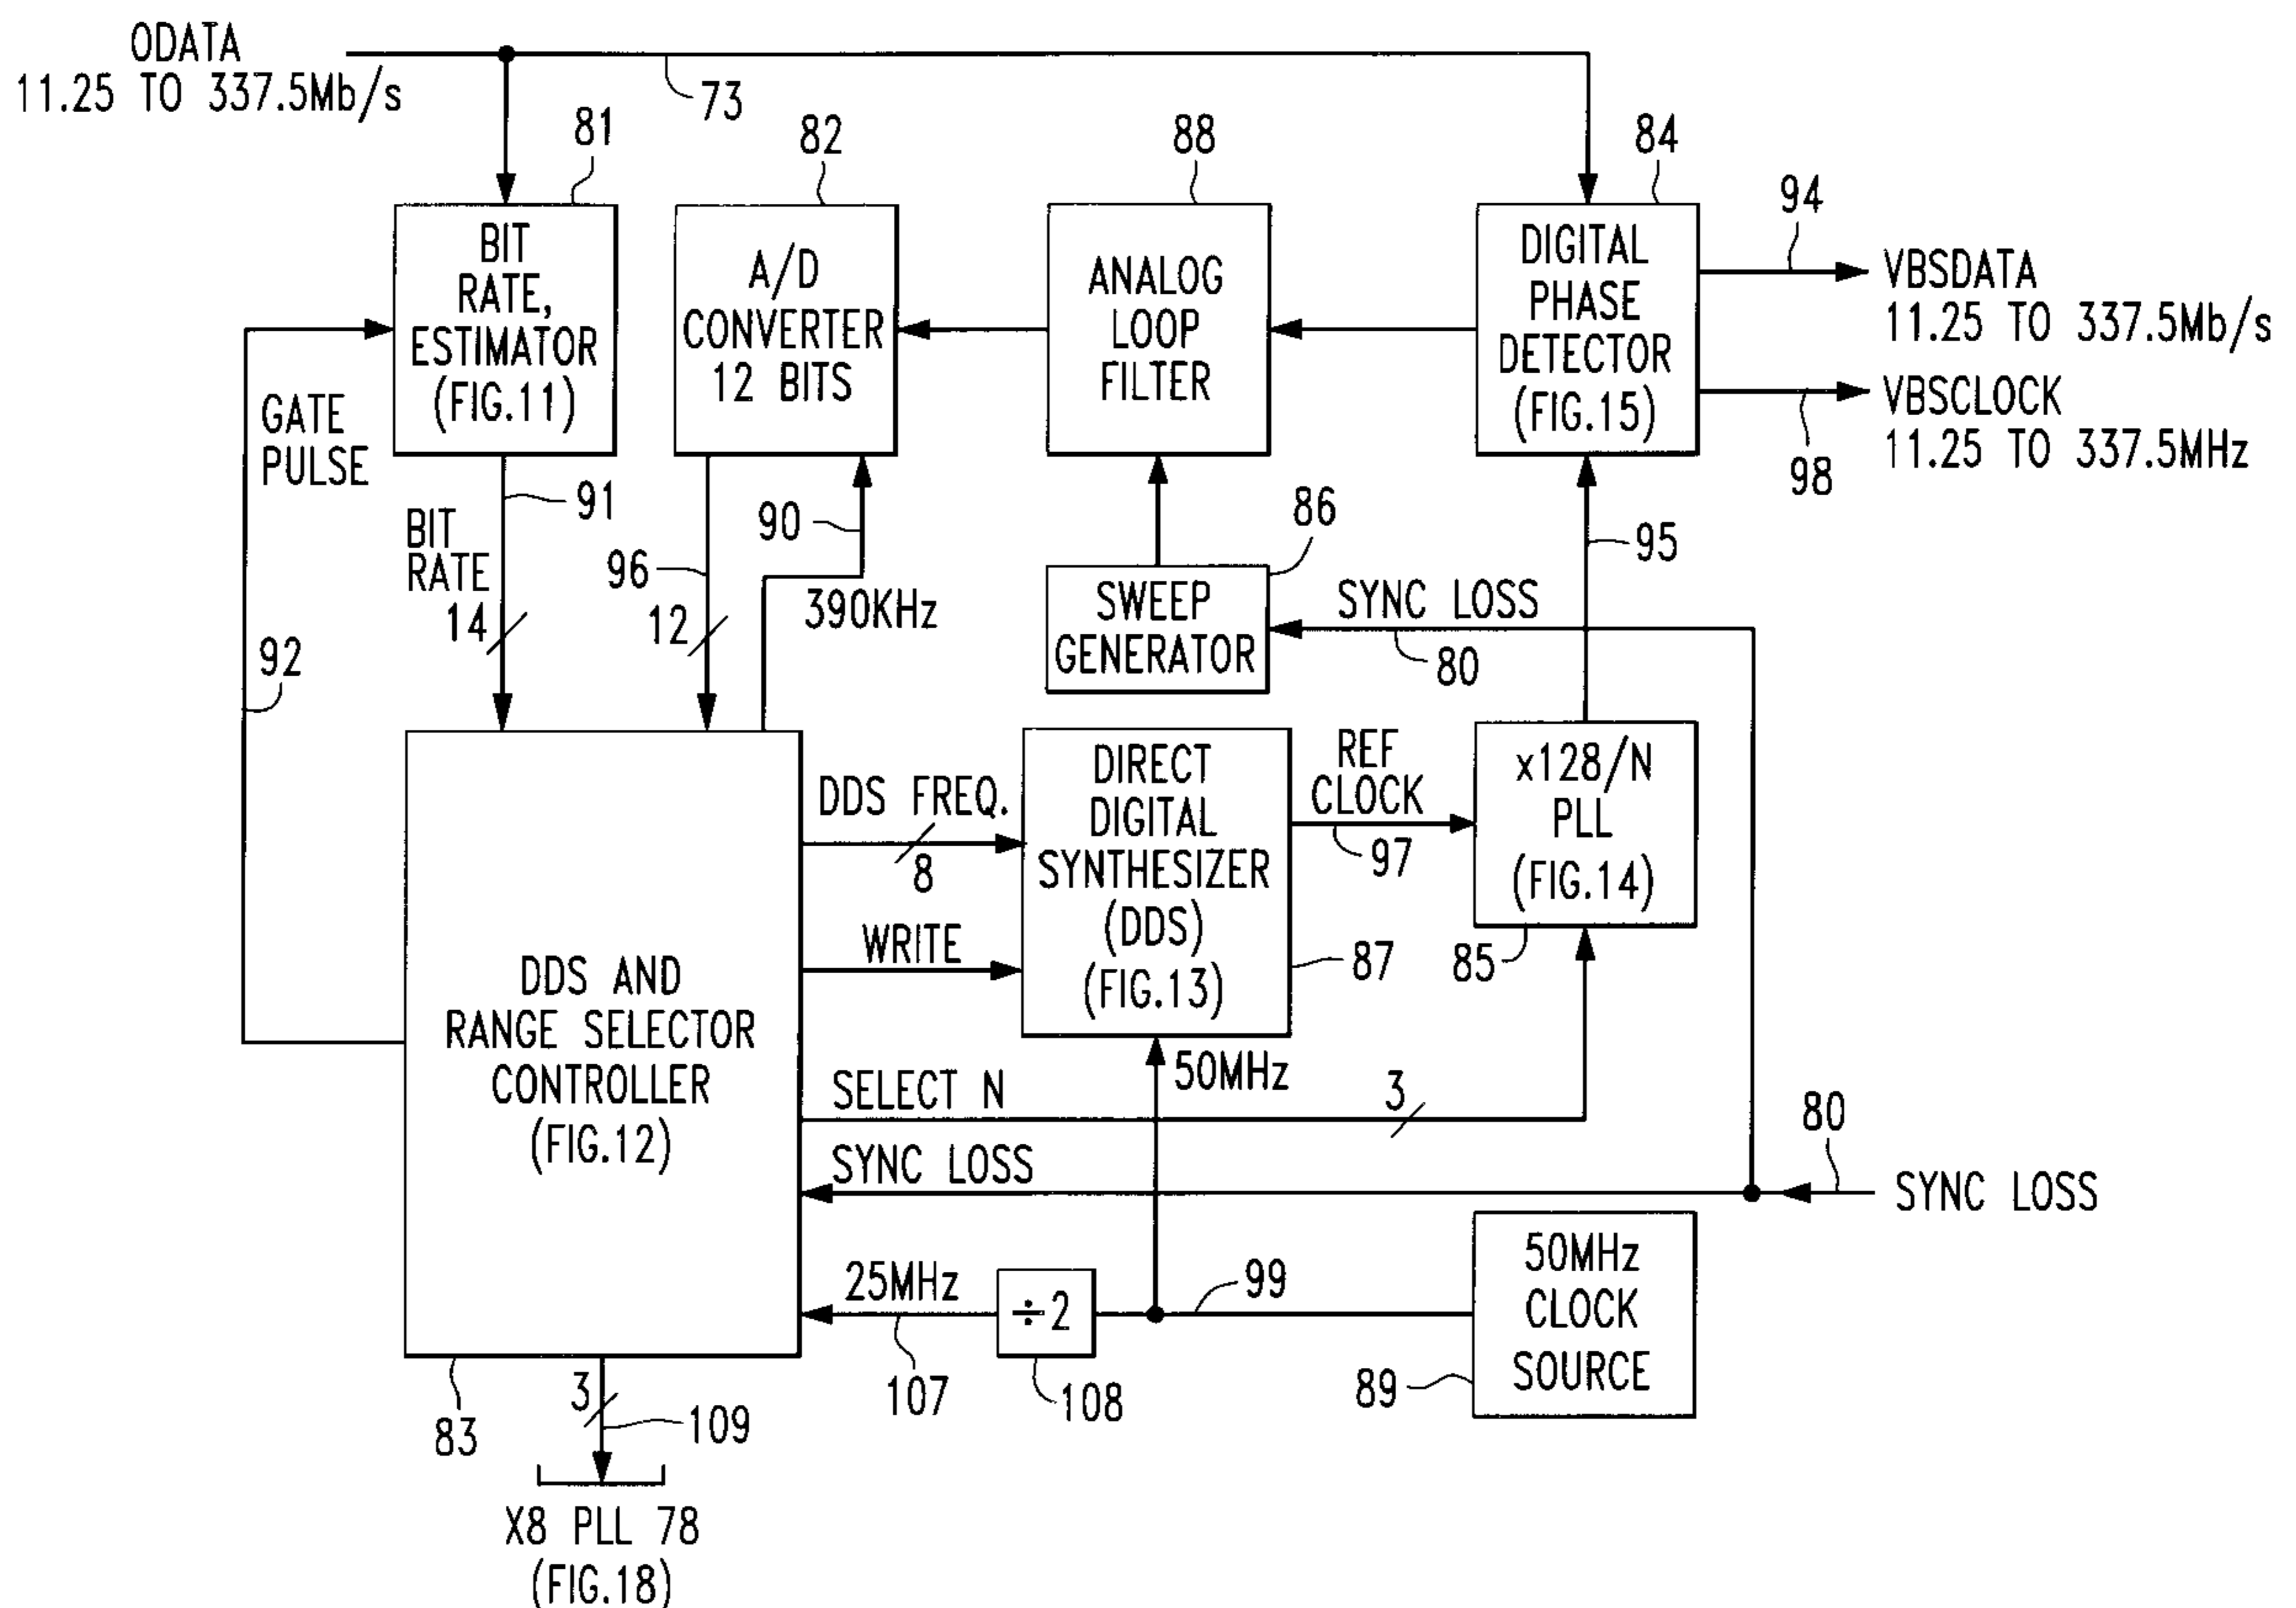 ODATA
11.25 TO 337.5Mb/s
73
81
82
88
84
94
BIT
RATE,
ESTIMATOR
(FIG.11)
A/D
CONVERTER
12 BITS
ANALOG
LOOP
FILTER
DIGITAL
PHASE
DETECTOR
(FIG.15)
VBSDATA
11.25 TO 337.5Mb/s
VBSCLOCK
11.25 TO 337.5MHz
98
GATE
PULSE
91
BIT
RATE
14
92
90
96
12
390KHz
86
SWEEP
GENERATOR
SYNC LOSS
80
95
DDS AND
RANGE SELECTOR
CONTROLLER
(FIG.12)
DDS FREQ.
8
WRITE
DIRECT
DIGITAL
SYNTHESIZER
(DDS)
(FIG.13)
87
REF
CLOCK
97
x128/N
PLL
(FIG.14)
85
50MHz
SELECT N
3
SYNC LOSS
80
SYNC LOSS
25MHz
107
÷2
108
99
50MHz
CLOCK
SOURCE
89
83
3
109
X8 PLL 78
(FIG.18)